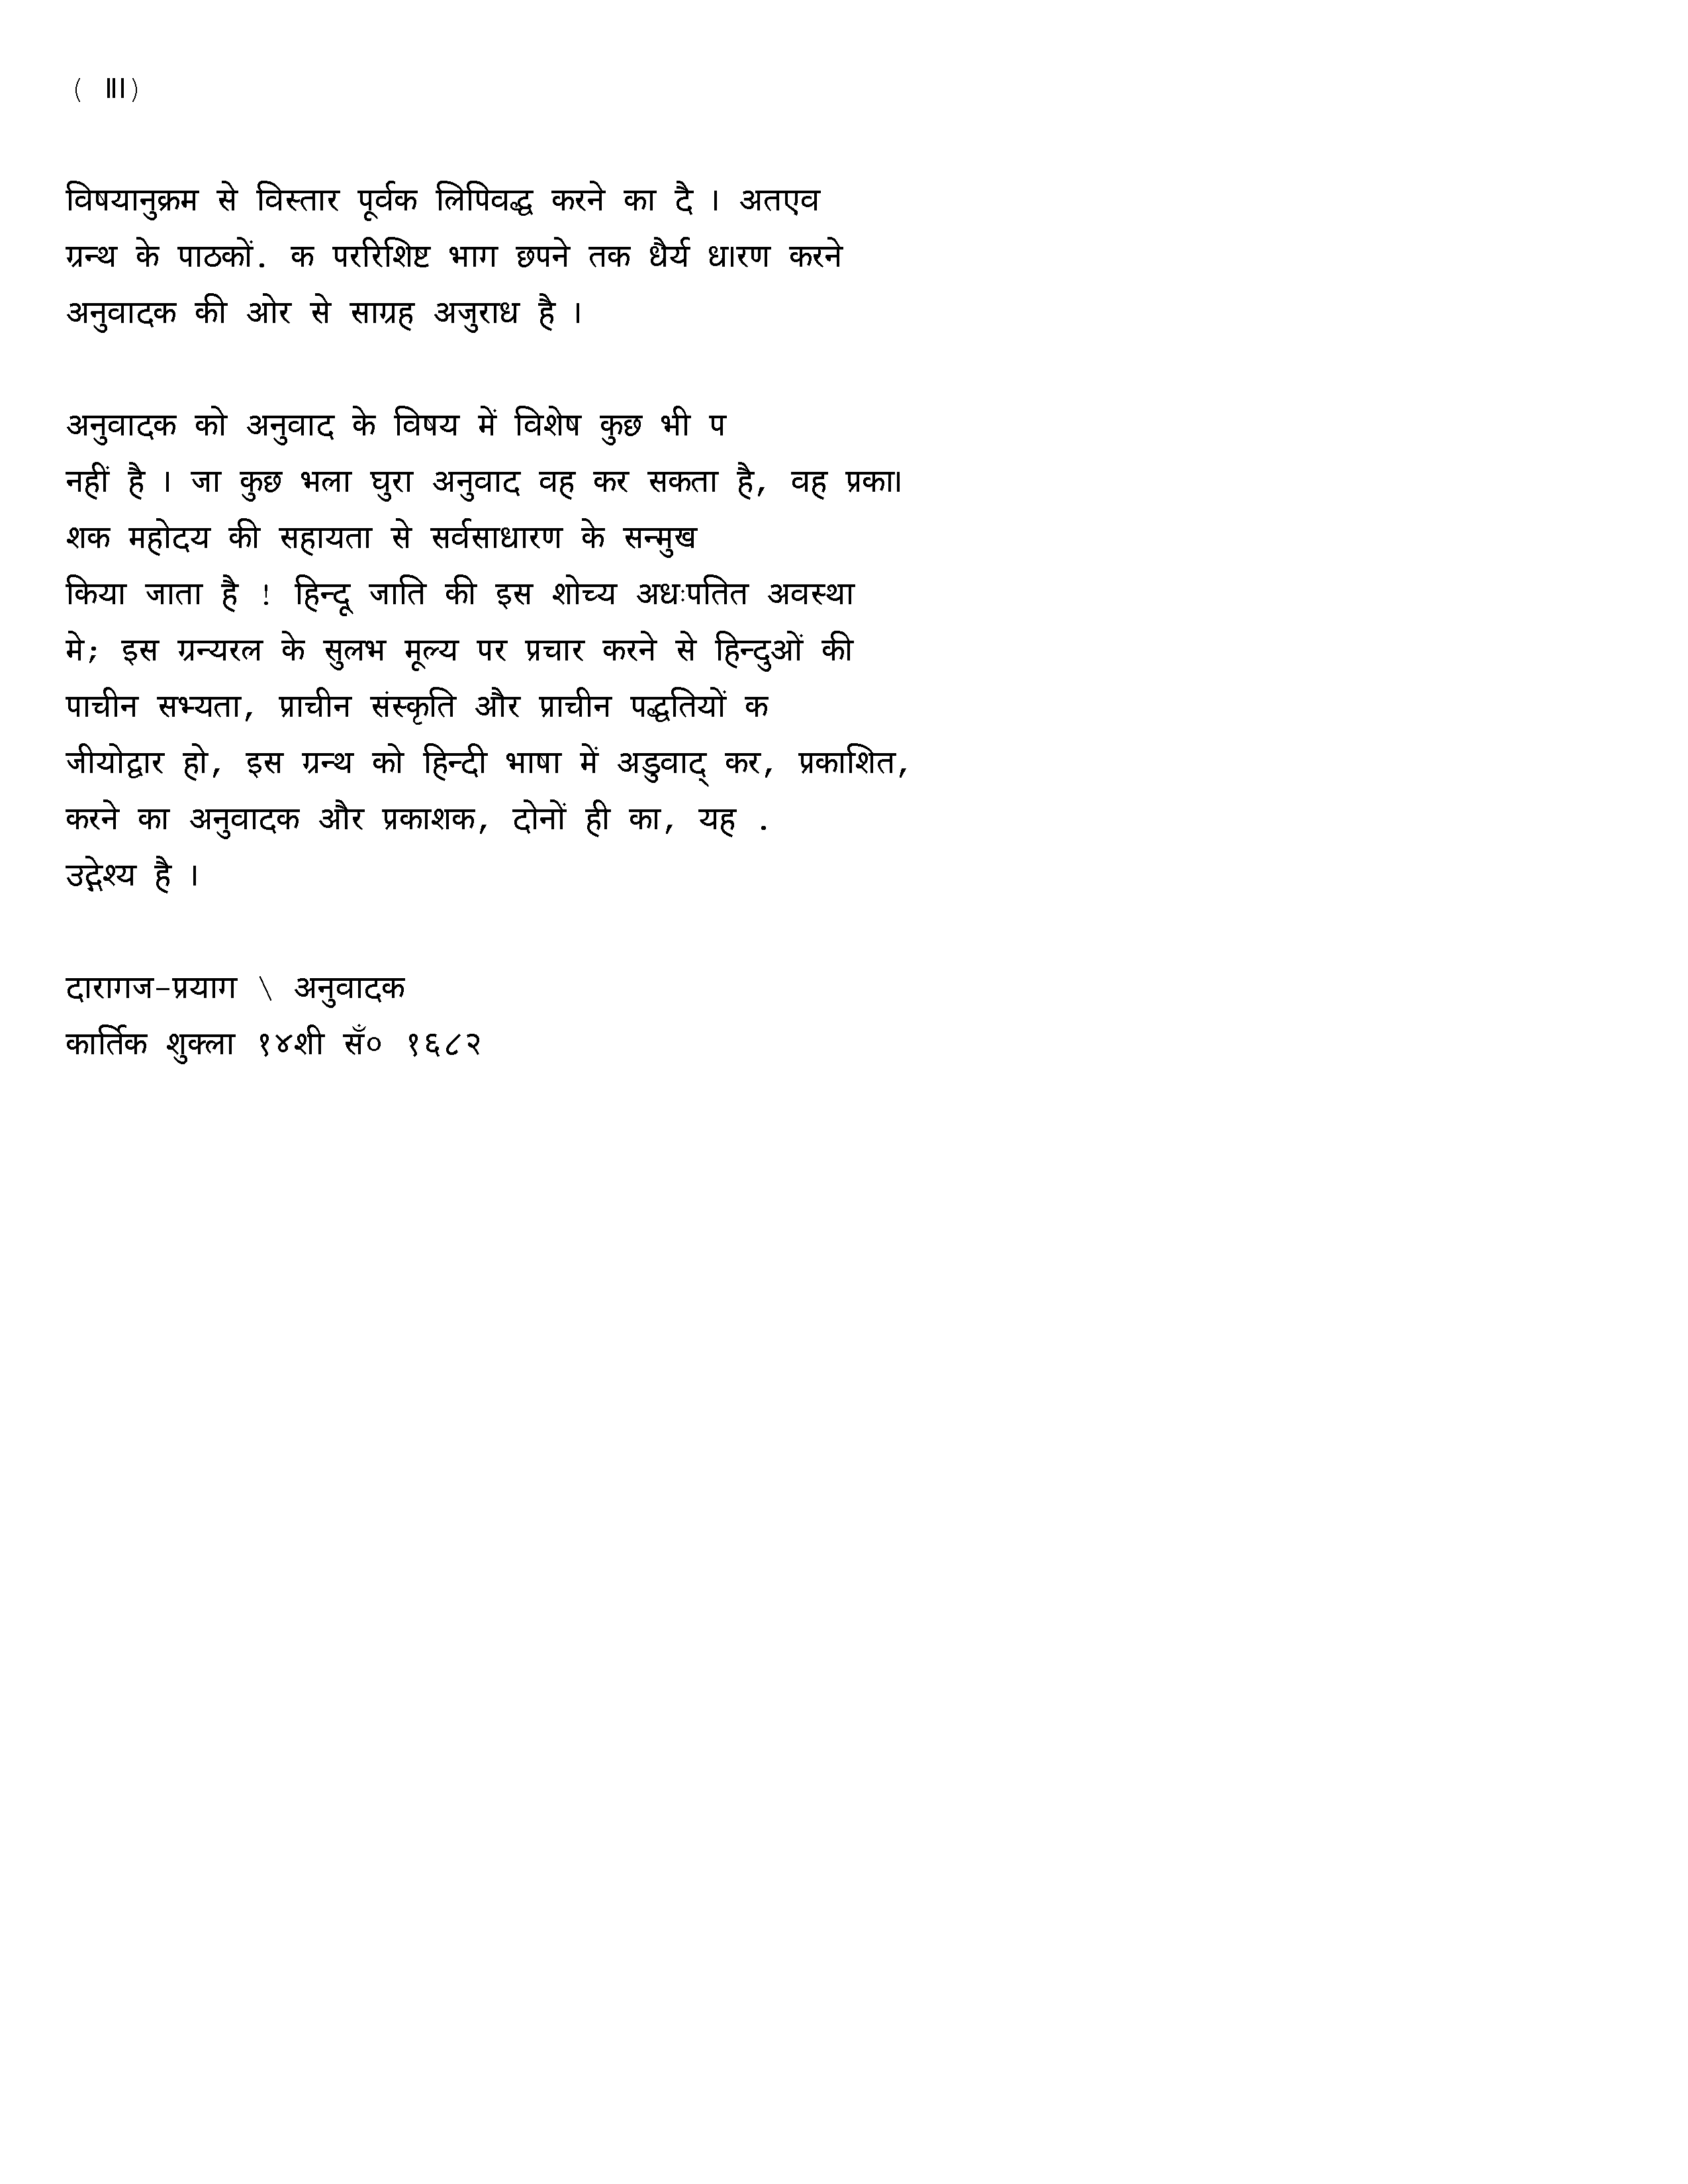 ( ॥।)
विषयानुक्रम से विस्तार पूर्वक लिपिवद्ध करने का दै । अतएव
ग्रन्थ के पाठकों. क पररिशिष्ट भाग छपने तक धैर्य ध।रण करने
अनुवादक की ओर से साग्रह अजुराध है ।
अनुवादक को अनुवाद के विषय में विशेष कुछ भी प
नहीं है । जा कुछ भला घुरा अनुवाद वह कर सकता है, वह प्रका।
शक महोदय की सहायता से सर्वसाधारण के सन्मुख
किया जाता है ! हिन्दू जाति की इस शोच्य अधःपतित अवस्था
मे; इस ग्रन्यरल के सुलभ मूल्य पर प्रचार करने से हिन्दुओं की
पाचीन सभ्यता, प्राचीन संस्कृति और प्राचीन पद्धतियों क
जीयोद्वार हो, इस ग्रन्थ को हिन्दी भाषा में अडुवाद् कर, प्रकाशित,
करने का अनुवादक और प्रकाशक, दोनों ही का, यह .
उद्गेश्य है ।
दारागज-प्रयाग \ अनुवादक
कार्तिक शुक्ला १४शी सँ० १६८२